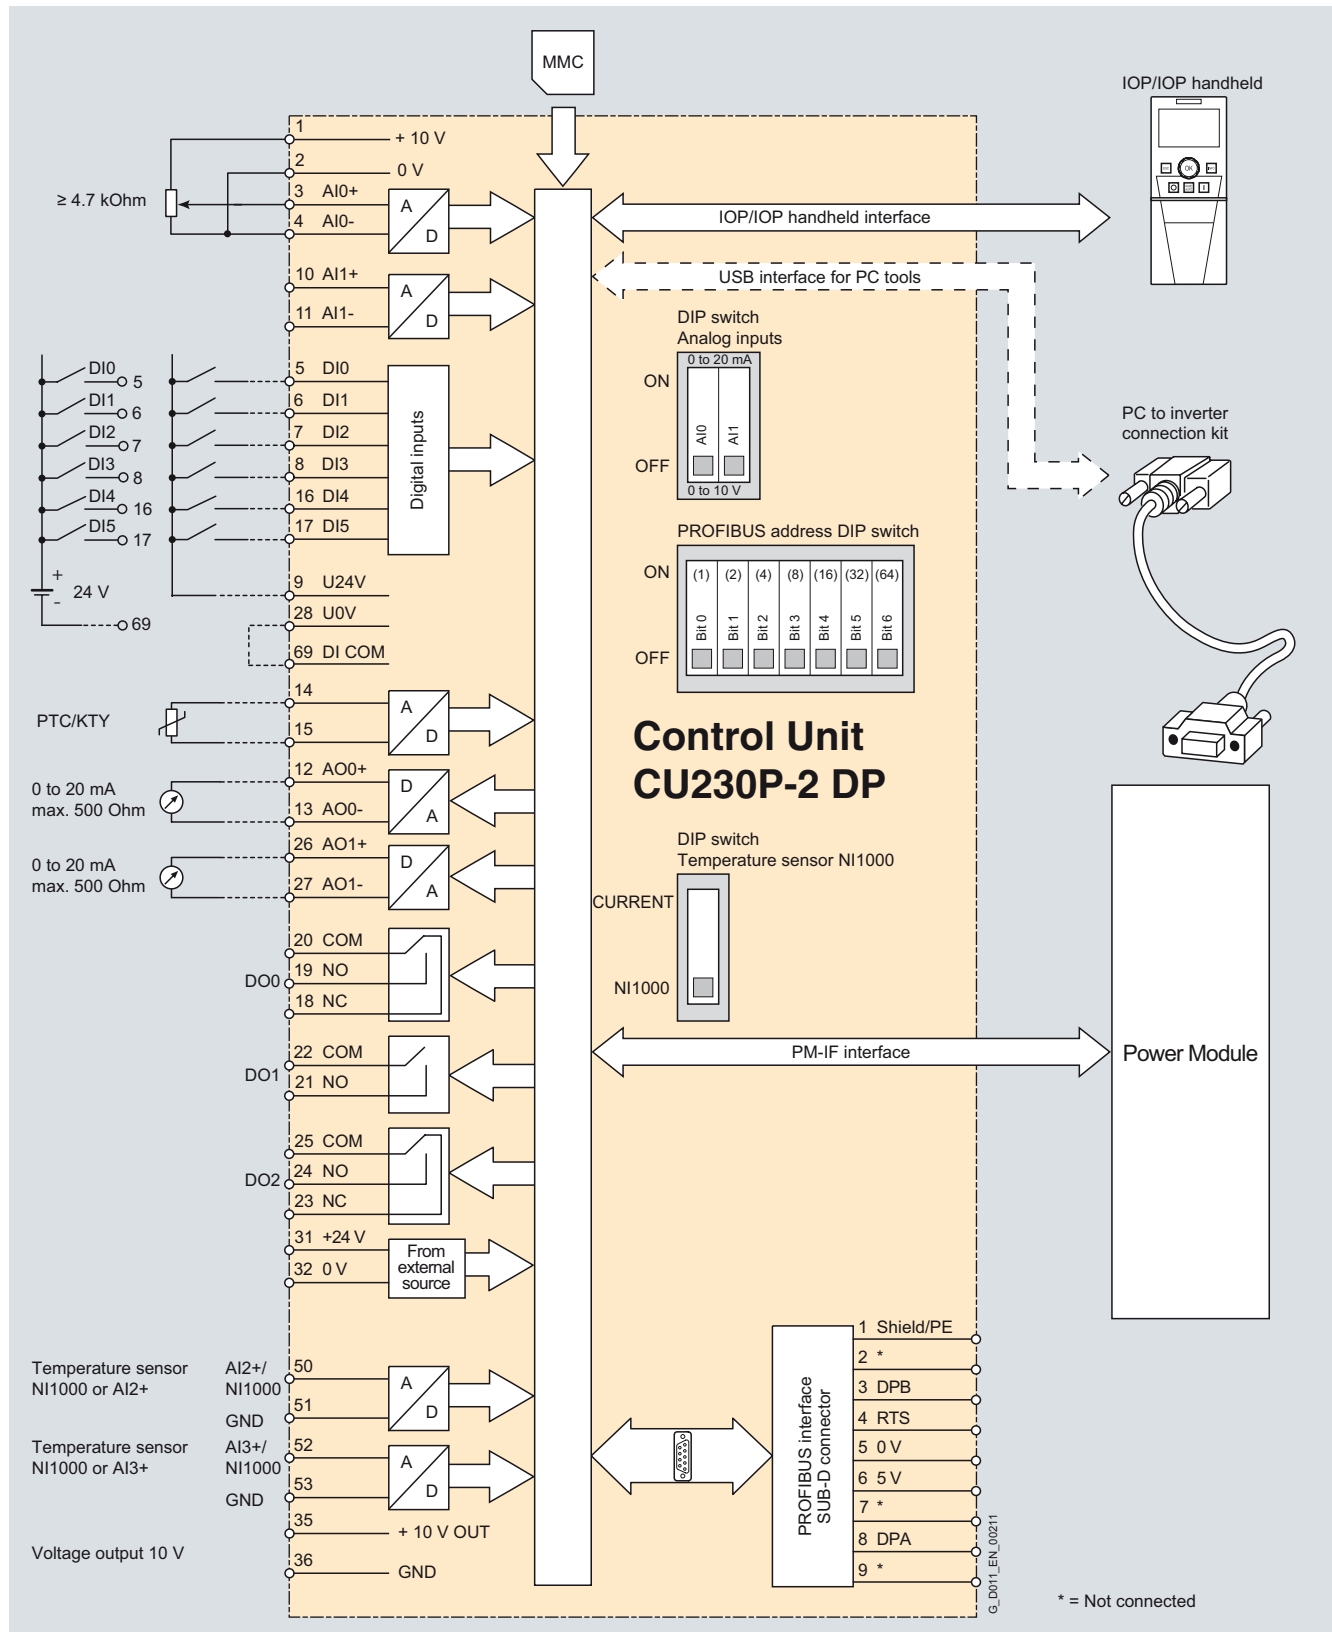 MMC
IOP/IOP handheld
1
+ 10 V
2
0 V
≥ 4.7 kOhm
3 AI0+
4 AI0-
A
D
IOP/IOP handheld interface
10 AI1+
11 AI1-
A
D
USB interface for PC tools
DIP switch
Analog inputs
0 to 20 mA
ON
AI0
AI1
OFF
0 to 10 V
PC to inverter
connection kit
DI0
5
DI1
6
DI2
7
DI3
8
DI4
16
DI5
17
+
-
24 V
69
5 DI0
6 DI1
7 DI2
8 DI3
16 DI4
17 DI5
Digital inputs
9 U24V
28 U0V
69 DI COM
PROFIBUS address DIP switch
ON
(1) (2) (4) (8) (16) (32) (64)
Bit 0
Bit 1
Bit 2
Bit 3
Bit 4
Bit 5
Bit 6
OFF
PTC/KTY
14
15
A
D
Control Unit
CU230P-2 DP
0 to 20 mA
max. 500 Ohm
12 AO0+
13 AO0-
D
A
0 to 20 mA
max. 500 Ohm
26 AO1+
27 AO1-
D
A
DIP switch
Temperature sensor NI1000
CURRENT
NI1000
DO0
20 COM
19 NO
18 NC
DO1
22 COM
21 NO
PM-IF interface
Power Module
DO2
25 COM
24 NO
23 NC
31 +24 V
32 0 V
From
external
source
Temperature sensor
NI1000 or AI2+
AI2+/
NI1000
50
GND
51
A
D
Temperature sensor
NI1000 or AI3+
AI3+/
NI1000
52
GND
53
A
D
35
+ 10 V OUT
Voltage output 10 V
36
GND
PROFIBUS interface
SUB-D connector
1 Shield/PE
2 *
3 DPB
4 RTS
5 0 V
6 5 V
7 *
8 DPA
9 *
G_D011_EN_00211
* = Not connected